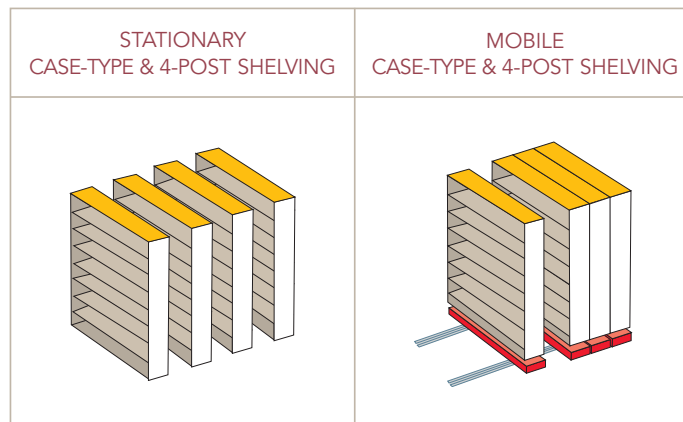 STATIONARY
CASE-TYPE & 4-POST SHELVING
MOBILE
CASE-TYPE & 4-POST SHELVING